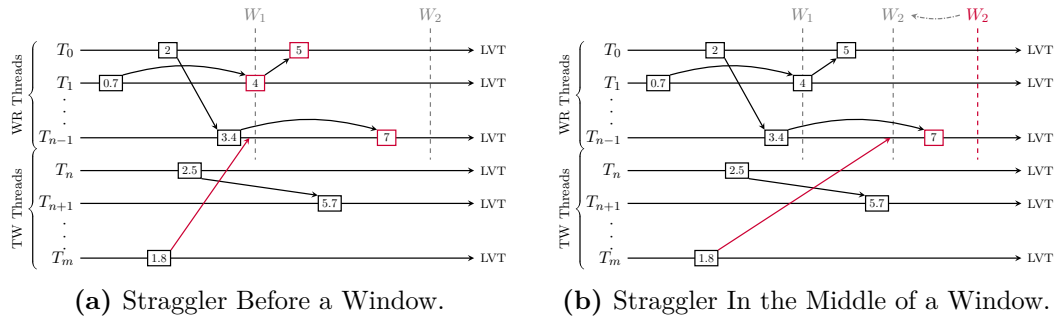 W1 W2
T0 2 5 LVT
T1 0.7 4 LVT
WR Threads
Tn−1 3.4 7 LVT
Tn 2.5 LVT
Tn+1 5.7 LVT
TW Threads
Tm 1.8 LVT
(a) Straggler Before a Window.
W1 W2 W2
T0 2 5 LVT
T1 0.7 4 LVT
WR Threads
Tn−1 3.4 7 LVT
Tn 2.5 LVT
Tn+1 5.7 LVT
TW Threads
Tm 1.8 LVT
(b) Straggler In the Middle of a Window.